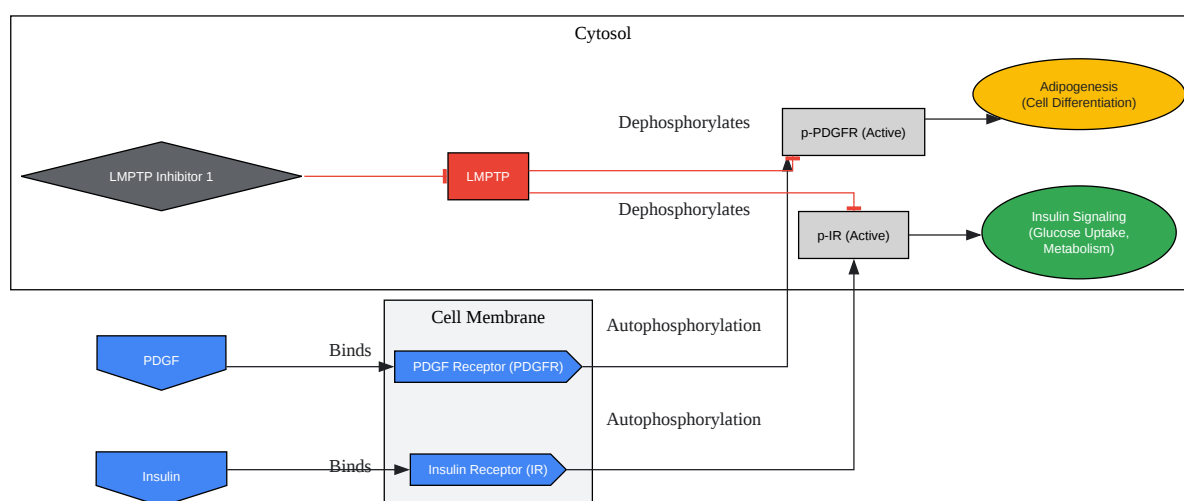 Cytosol
Adipogenesis
(Cell Differentiation)
Dephosphorylates
p-PDGFR (Active)
LMPTP Inhibitor 1
LMPTP
Dephosphorylates
p-IR (Active)
Insulin Signaling
(Glucose Uptake,
Metabolism)
Cell Membrane
Autophosphorylation
PDGF
Binds
PDGF Receptor (PDGFR)
Autophosphorylation
Insulin
Binds
Insulin Receptor (IR)